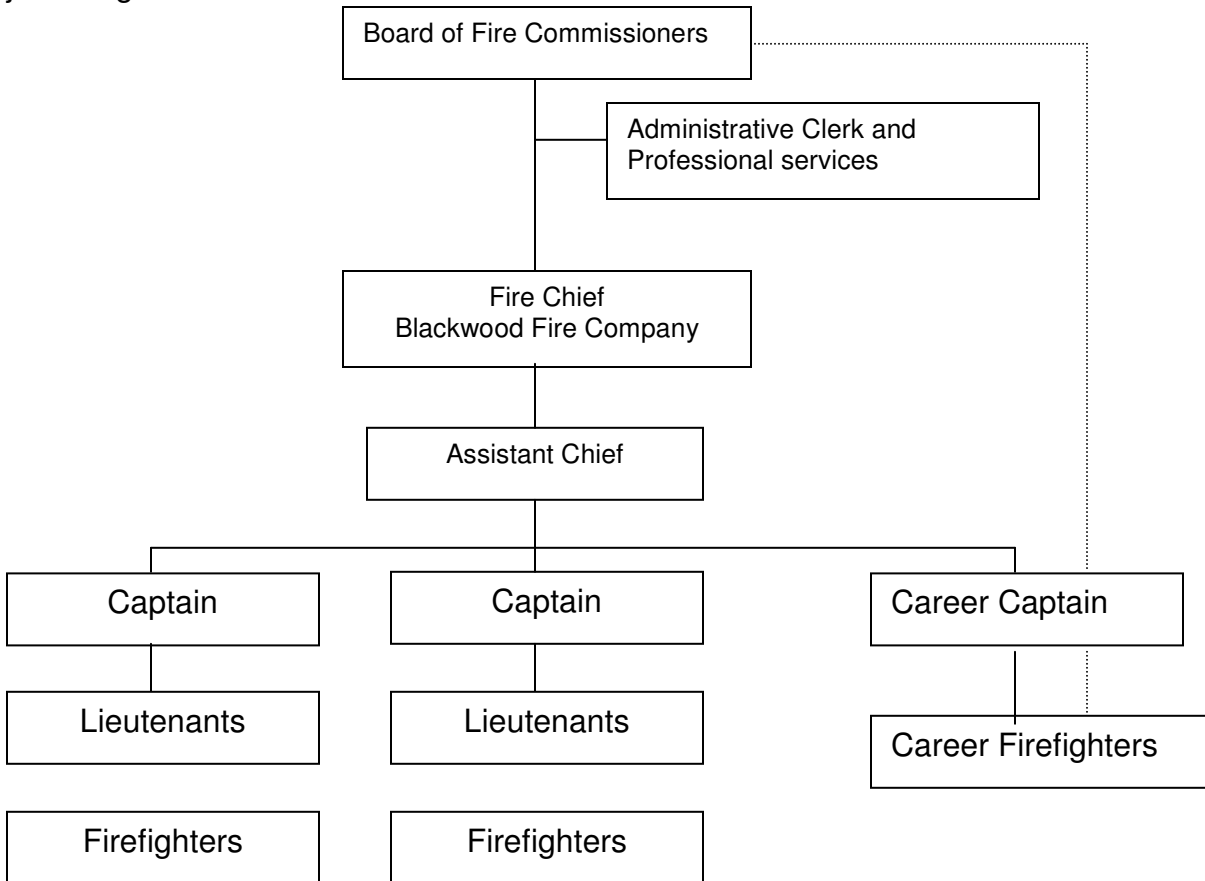 Board of Fire Commissioners
Administrative Clerk and
Professional services
Fire Chief
Blackwood Fire Company
Assistant Chief
Captain
Captain
Career Captain
Lieutenants
Lieutenants
Career Firefighters
Firefighters
Firefighters